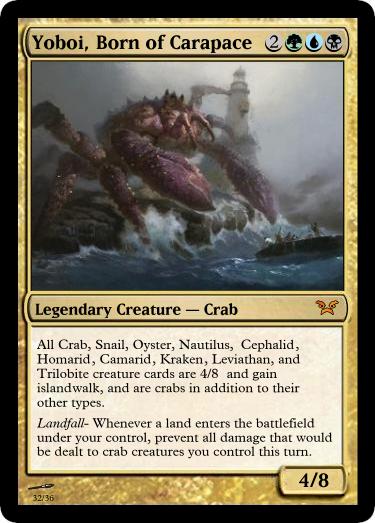 Yoboi, Born of Carapace 2
Legendary Creature — Crab
All Crab, Snail, Oyster, Nautilus, Cephalid,
Homarid, Camarid, Kraken, Leviathan, and
Trilobite creature cards are 4/8 and gain
islandwalk, and are crabs in addition to their
other types.
Landfall- Whenever a land enters the battlefield
under your control, prevent all damage that would
be dealt to crab creatures you control this turn.
4/8
32/36